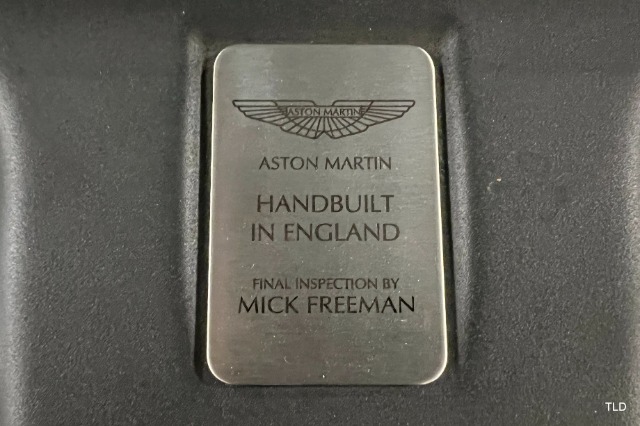 ASTON MARTIN
ASTON MARTIN
HANDBUILT
IN ENGLAND
FINAL INSPECTION BY
MICK FREEMAN
TLD